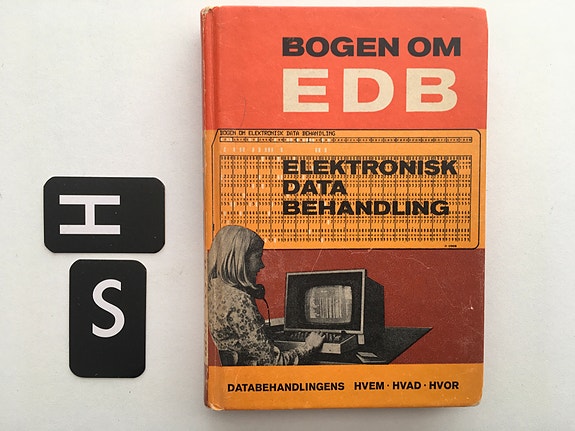 BOGEN OM
EDB
BOGEN OM ELEKTRONISK DATA BEHANDLING
ELEKTRONISK
DATA
BEHANDLING
DATABEHANDLINGENS HVEM · HVAD · HVOR
H
S